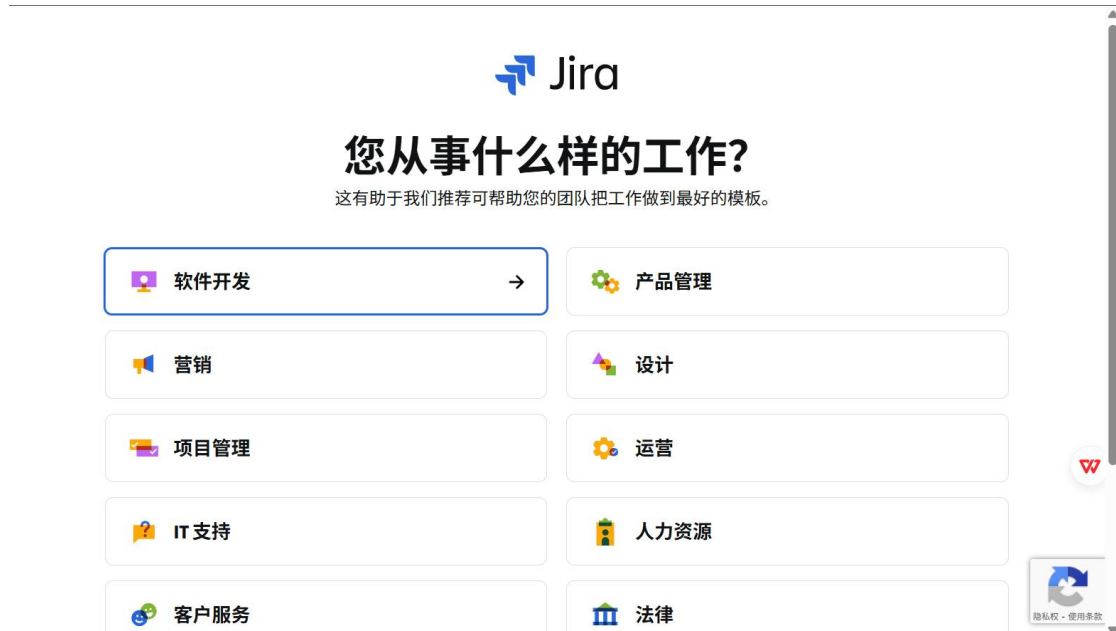 Jira
您从事什么样的工作?
这有助于我们推荐可帮助您的团队把工作做到最好的模板。
软件开发 →
产品管理
营销
设计
项目管理
运营
IT 支持
人力资源
客户服务
法律
隐私权 - 使用条款